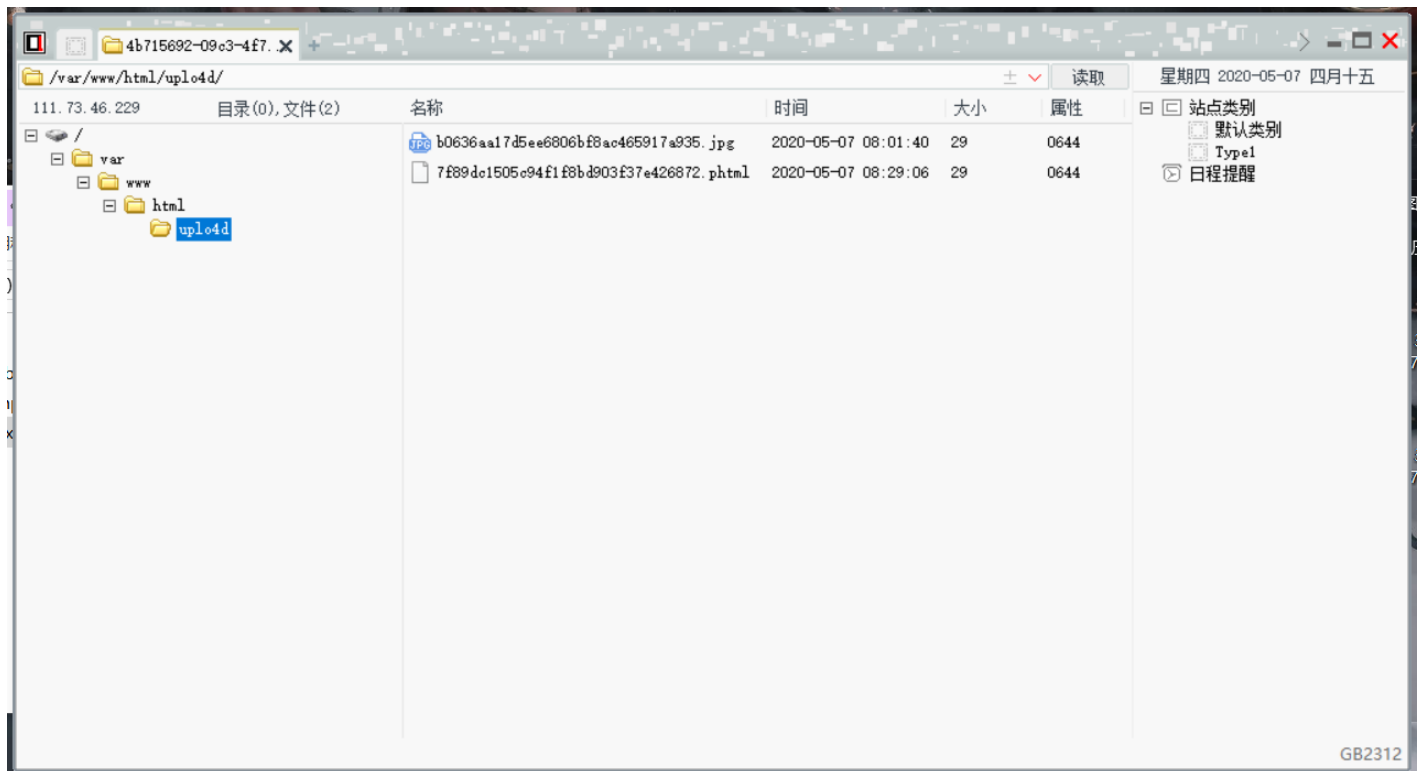 4b715692-09c3-4f7. .
/var/www/html/uplo4d/
读取
星期四 2020-05-07 四月十五
111.73.46.229
目录(0),文件(2)
名称 时间 大小 属性
/
var
www
html
uplo4d
b0636aa17d5ee6806bf8ac465917a935.jpg 2020-05-07 08:01:40 29 0644
7f89dc1505c94f1f8bd903f37e426872.phtml 2020-05-07 08:29:06 29 0644
站点类别
默认类别
Type1
日程提醒
GB2312